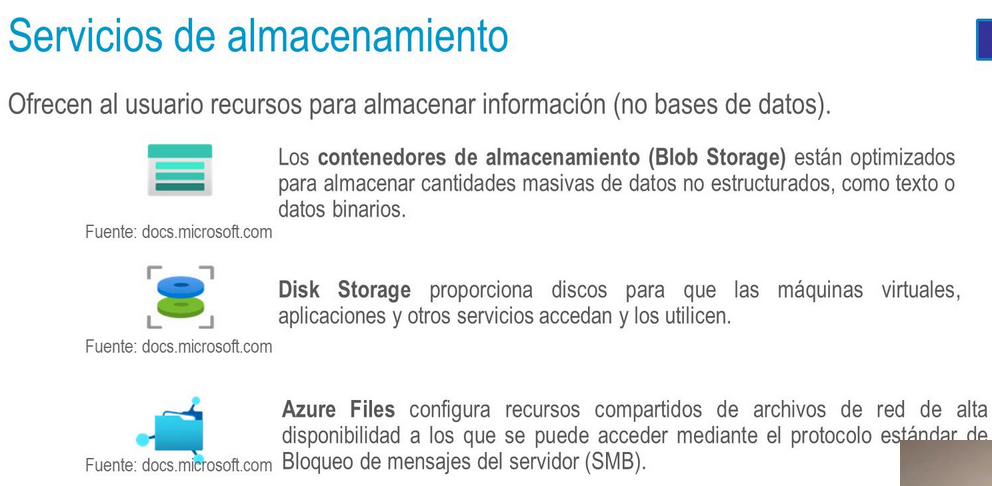 Servicios de almacenamiento
Ofrecen al usuario recursos para almacenar información (no bases de datos).
Los contenedores de almacenamiento (Blob Storage) están optimizados
para almacenar cantidades masivas de datos no estructurados, como texto o
datos binarios.
Fuente: docs.microsoft.com
Disk Storage proporciona discos para que las máquinas virtuales,
aplicaciones y otros servicios accedan y los utilicen.
Fuente: docs.microsoft.com
Azure Files configura recursos compartidos de archivos de red de alta
disponibilidad a los que se puede acceder mediante el protocolo estándar de
Bloqueo de mensajes del servidor (SMB).
Fuente: docs.microsoft.com